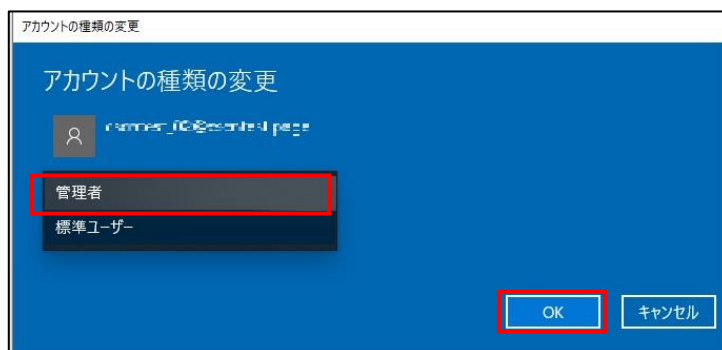 アカウントの種類の変更
アカウントの種類の変更
管理者
標準ユーザー
OK
キャンセル